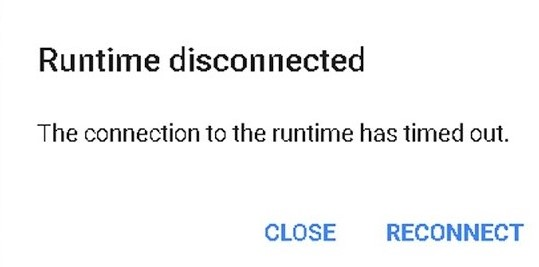 Runtime disconnected
The connection to the runtime has timed out.
CLOSE RECONNECT